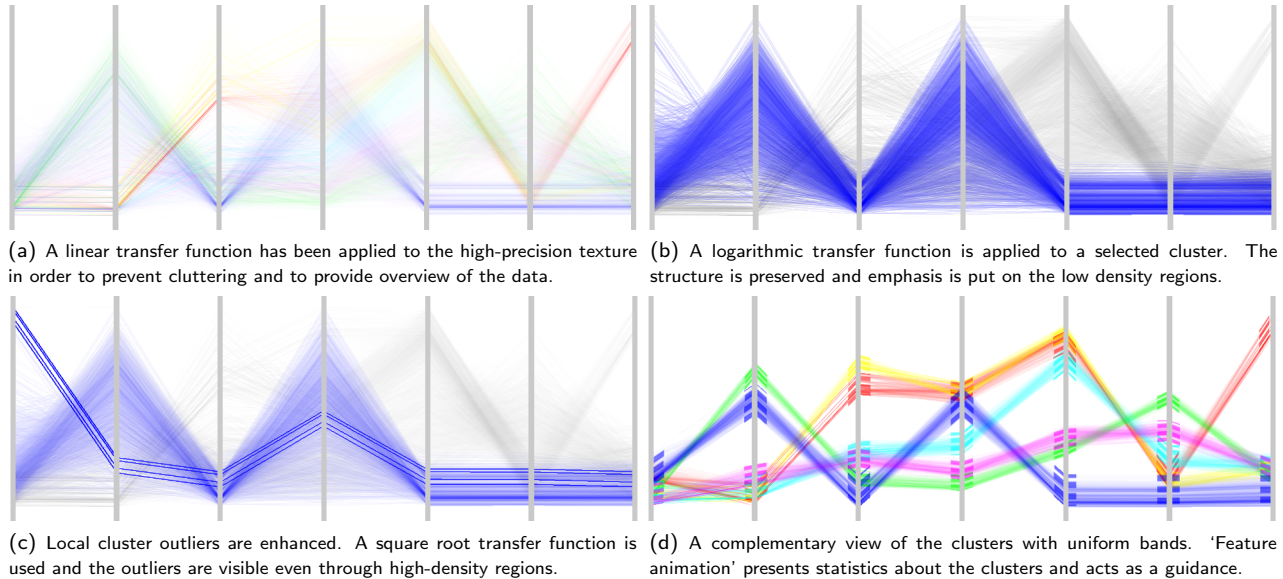 (a) A linear transfer function has been applied to the high-precision texture
in order to prevent cluttering and to provide overview of the data.
(b) A logarithmic transfer function is applied to a selected cluster. The
structure is preserved and emphasis is put on the low density regions.
(c) Local cluster outliers are enhanced. A square root transfer function is
used and the outliers are visible even through high-density regions.
(d) A complementary view of the clusters with uniform bands. ‘Feature
animation’ presents statistics about the clusters and acts as a guidance.